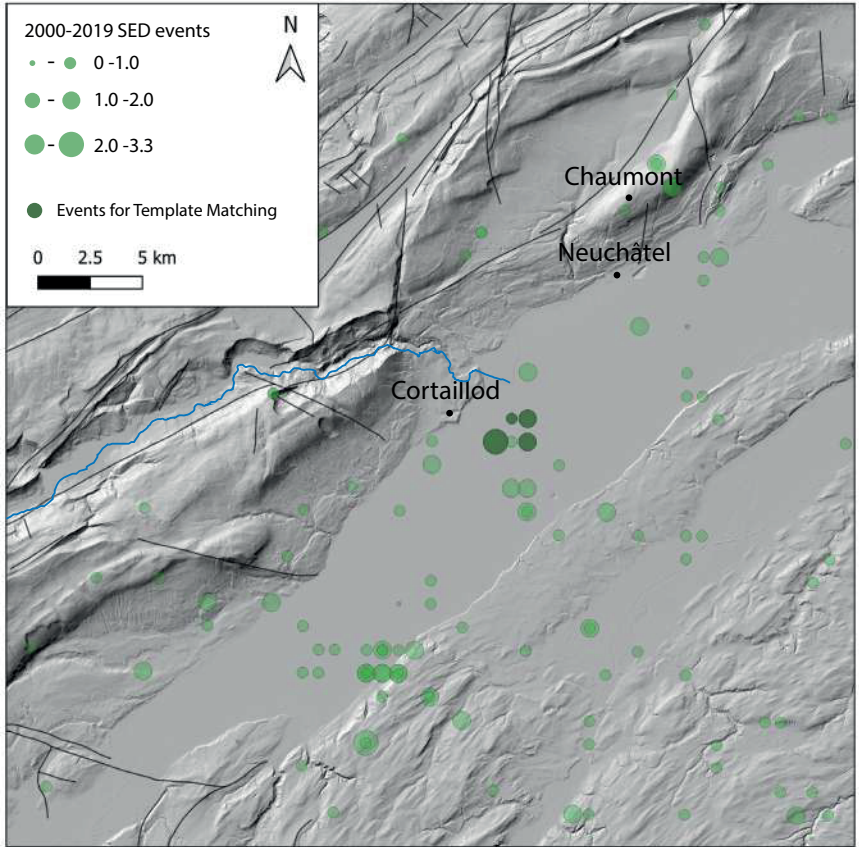 2000-2019 SED events
N
- 0 -1.0
- 1.0 -2.0
- 2.0 -3.3
Events for Template Matching
0 2.5 5 km
Chaumont
Neuchâtel
Cortaillod